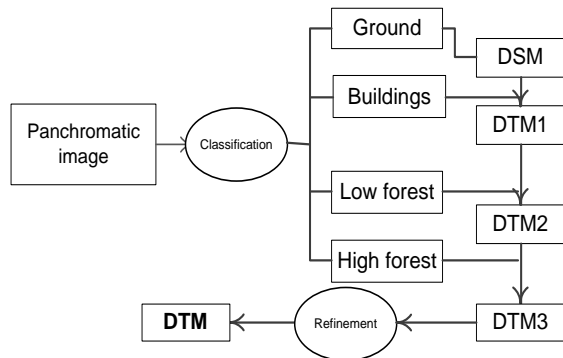 Ground
DSM
Buildings
Panchromatic
image
Classification
DTM1
Low forest
DTM2
High forest
DTM
Refinement
DTM3